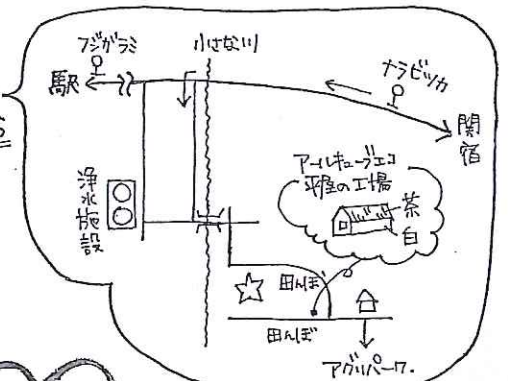 フジがラミ
小さな川
ナラビツカ
駅
関宿
アールキューブエコ
平屋の工場
茶
白
浄水施設
田んぼ
田んぼ
アグリパーク.